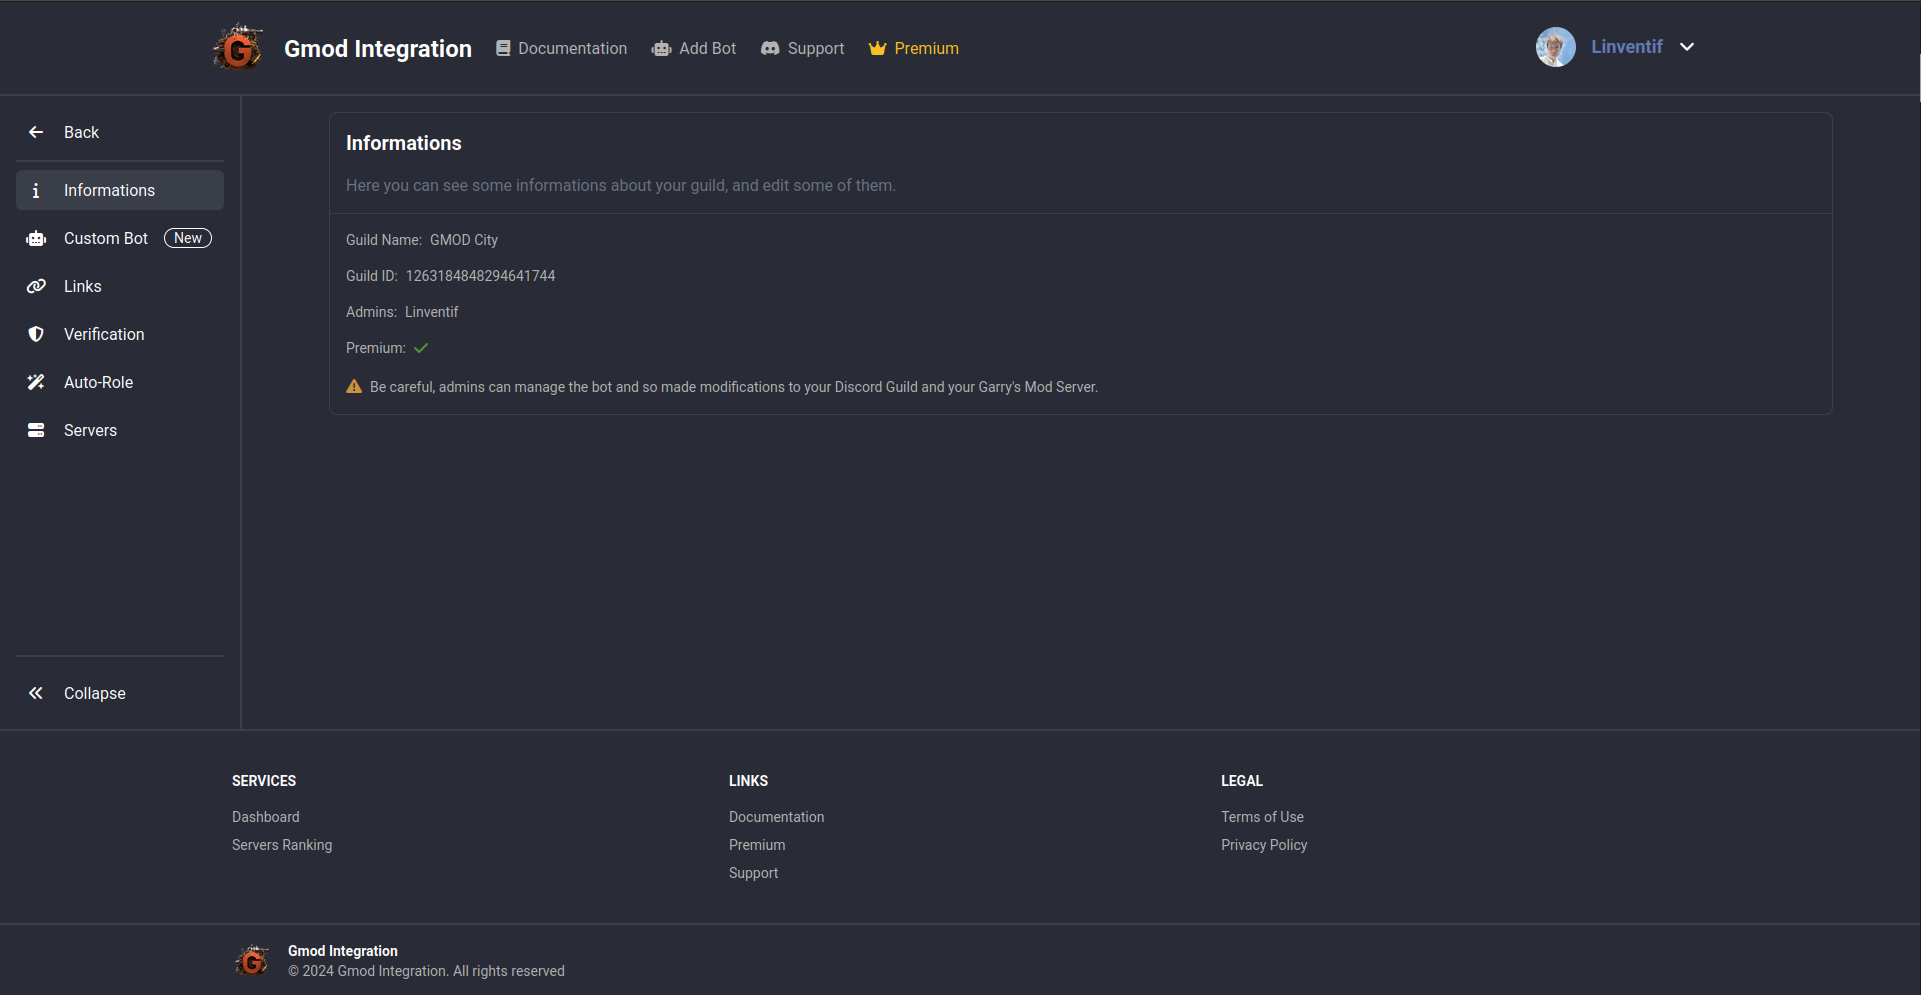 Gmod Integration Documentation Add Bot Support Premium Linventif
Back
Informations
Custom Bot New
Links
Verification
Auto-Role
Servers
Collapse
Informations
Here you can see some informations about your guild, and edit some of them.
Guild Name: GMOD City
Guild ID: 1263184848294641744
Admins: Linventif
Premium:
Be careful, admins can manage the bot and so made modifications to your Discord Guild and your Garry's Mod Server.
SERVICES
Dashboard
Servers Ranking
LINKS
Documentation
Premium
Support
LEGAL
Terms of Use
Privacy Policy
Gmod Integration
© 2024 Gmod Integration. All rights reserved